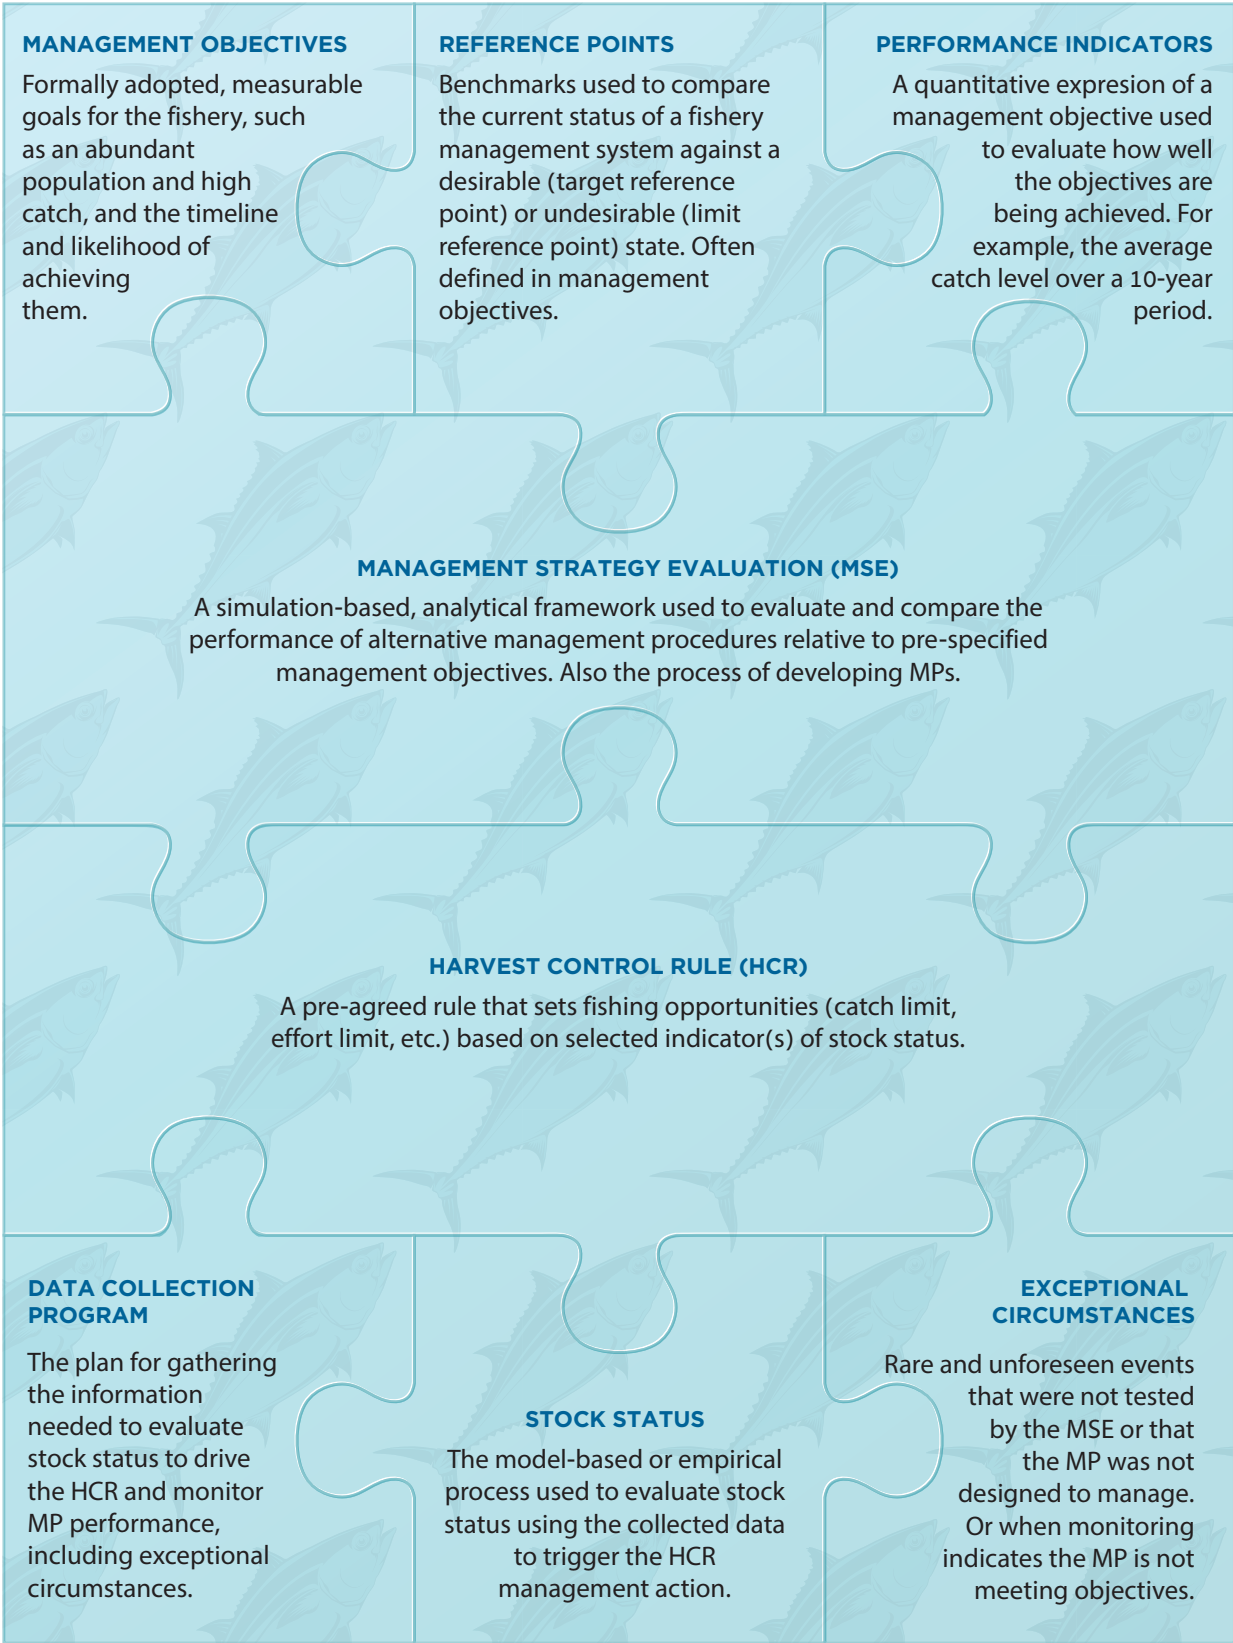 MANAGEMENT OBJECTIVES
Formally adopted, measurable
goals for the fishery, such
as an abundant
population and high
catch, and the timeline
and likelihood of
achieving
them.
REFERENCE POINTS
Benchmarks used to compare
the current status of a fishery
management system against a
desirable (target reference
point) or undesirable (limit
reference point) state. Often
defined in management
objectives.
PERFORMANCE INDICATORS
A quantitative expresion of a
management objective used
to evaluate how well
the objectives are
being achieved. For
example, the average
catch level over a 10-year
period.
MANAGEMENT STRATEGY EVALUATION (MSE)
A simulation-based, analytical framework used to evaluate and compare the
performance of alternative management procedures relative to pre-specified
management objectives. Also the process of developing MPs.
HARVEST CONTROL RULE (HCR)
A pre-agreed rule that sets fishing opportunities (catch limit,
effort limit, etc.) based on selected indicator(s) of stock status.
DATA COLLECTION
PROGRAM
The plan for gathering
the information
needed to evaluate
stock status to drive
the HCR and monitor
MP performance,
including exceptional
circumstances.
STOCK STATUS
The model-based or empirical
process used to evaluate stock
status using the collected data
to trigger the HCR
management action.
EXCEPTIONAL
CIRCUMSTANCES
Rare and unforeseen events
that were not tested
by the MSE or that
the MP was not
designed to manage.
Or when monitoring
indicates the MP is not
meeting objectives.